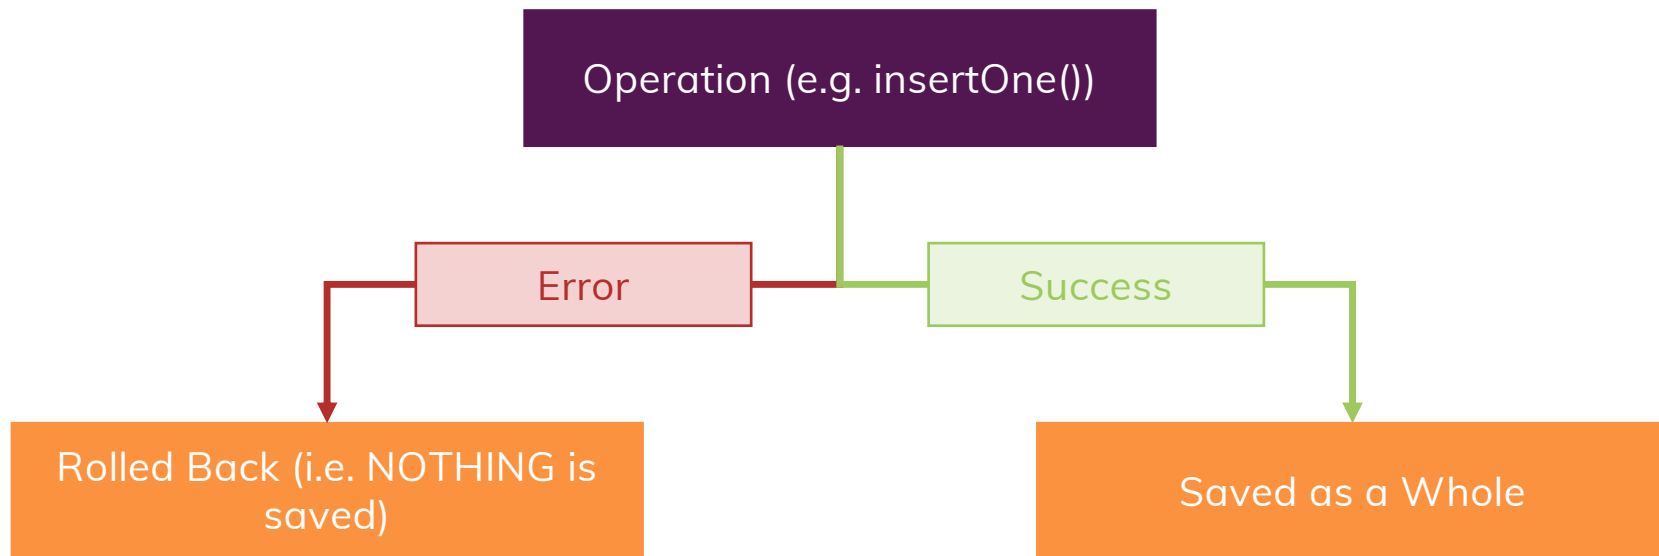 Operation (e.g. insertOne())
Error
Success
Rolled Back (i.e. NOTHING is
saved)
Saved as a Whole